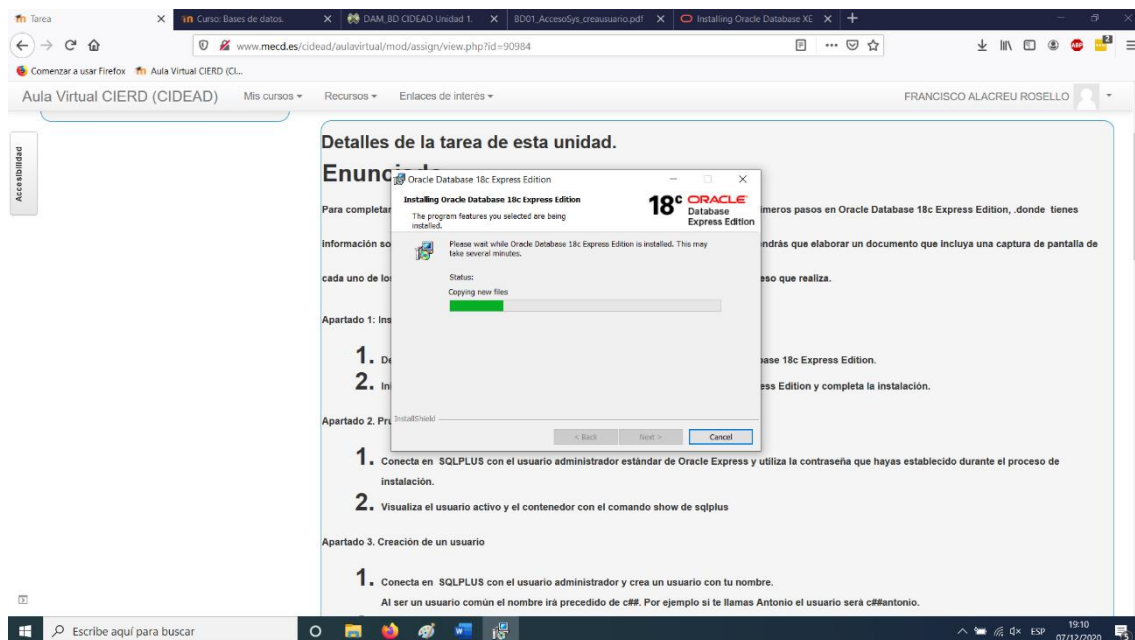 Tarea
Curso: Bases de datos.
DAM_BD CIDEAD Unidad 1.
BD01_AccesoSys_creausuario.pdf
Installing Oracle Database XE
www.mecd.es/cidead/aulavirtual/mod/assign/view.php?id=90984
ABP
2
Comenzar a usar Firefox
Aula Virtual CIERD (CI...
Aula Virtual CIERD (CIDEAD)
Mis cursos
Recursos
Enlaces de interés
FRANCISCO ALACREU ROSELLO
Accesibilidad
Detalles de la tarea de esta unidad.
Oracle Database 18c Express Edition
Installing Oracle Database 18c Express Edition
The program features you selected are being
installed.
18c ORACLE
Database
Express Edition
Please wait while Oracle Database 18c Express Edition is installed. This may
take several minutes.
Status:
Copying new files
InstallShield
< Back
Next >
Cancel
Para completar
imeros pasos en Oracle Database 18c Express Edition, .donde tienes
información so
ndrás que elaborar un documento que incluya una captura de pantalla de
cada uno de lo
eso que realiza.
Apartado 1: Ins
1. De
ase 18c Express Edition.
2. Ini
ess Edition y completa la instalación.
Apartado 2. Pru
1. Conecta en SQLPLUS con el usuario administrador estándar de Oracle Express y utiliza la contraseña que hayas establecido durante el proceso de
instalación.
2. Visualiza el usuario activo y el contenedor con el comando show de sqlplus
Apartado 3. Creación de un usuario
1. Conecta en SQLPLUS con el usuario administrador y crea un usuario con tu nombre.
Al ser un usuario común el nombre irá precedido de c##. Por ejemplo si te llamas Antonio el usuario será c##antonio.
Escribe aquí para buscar
ESP
19:10
07/12/2020